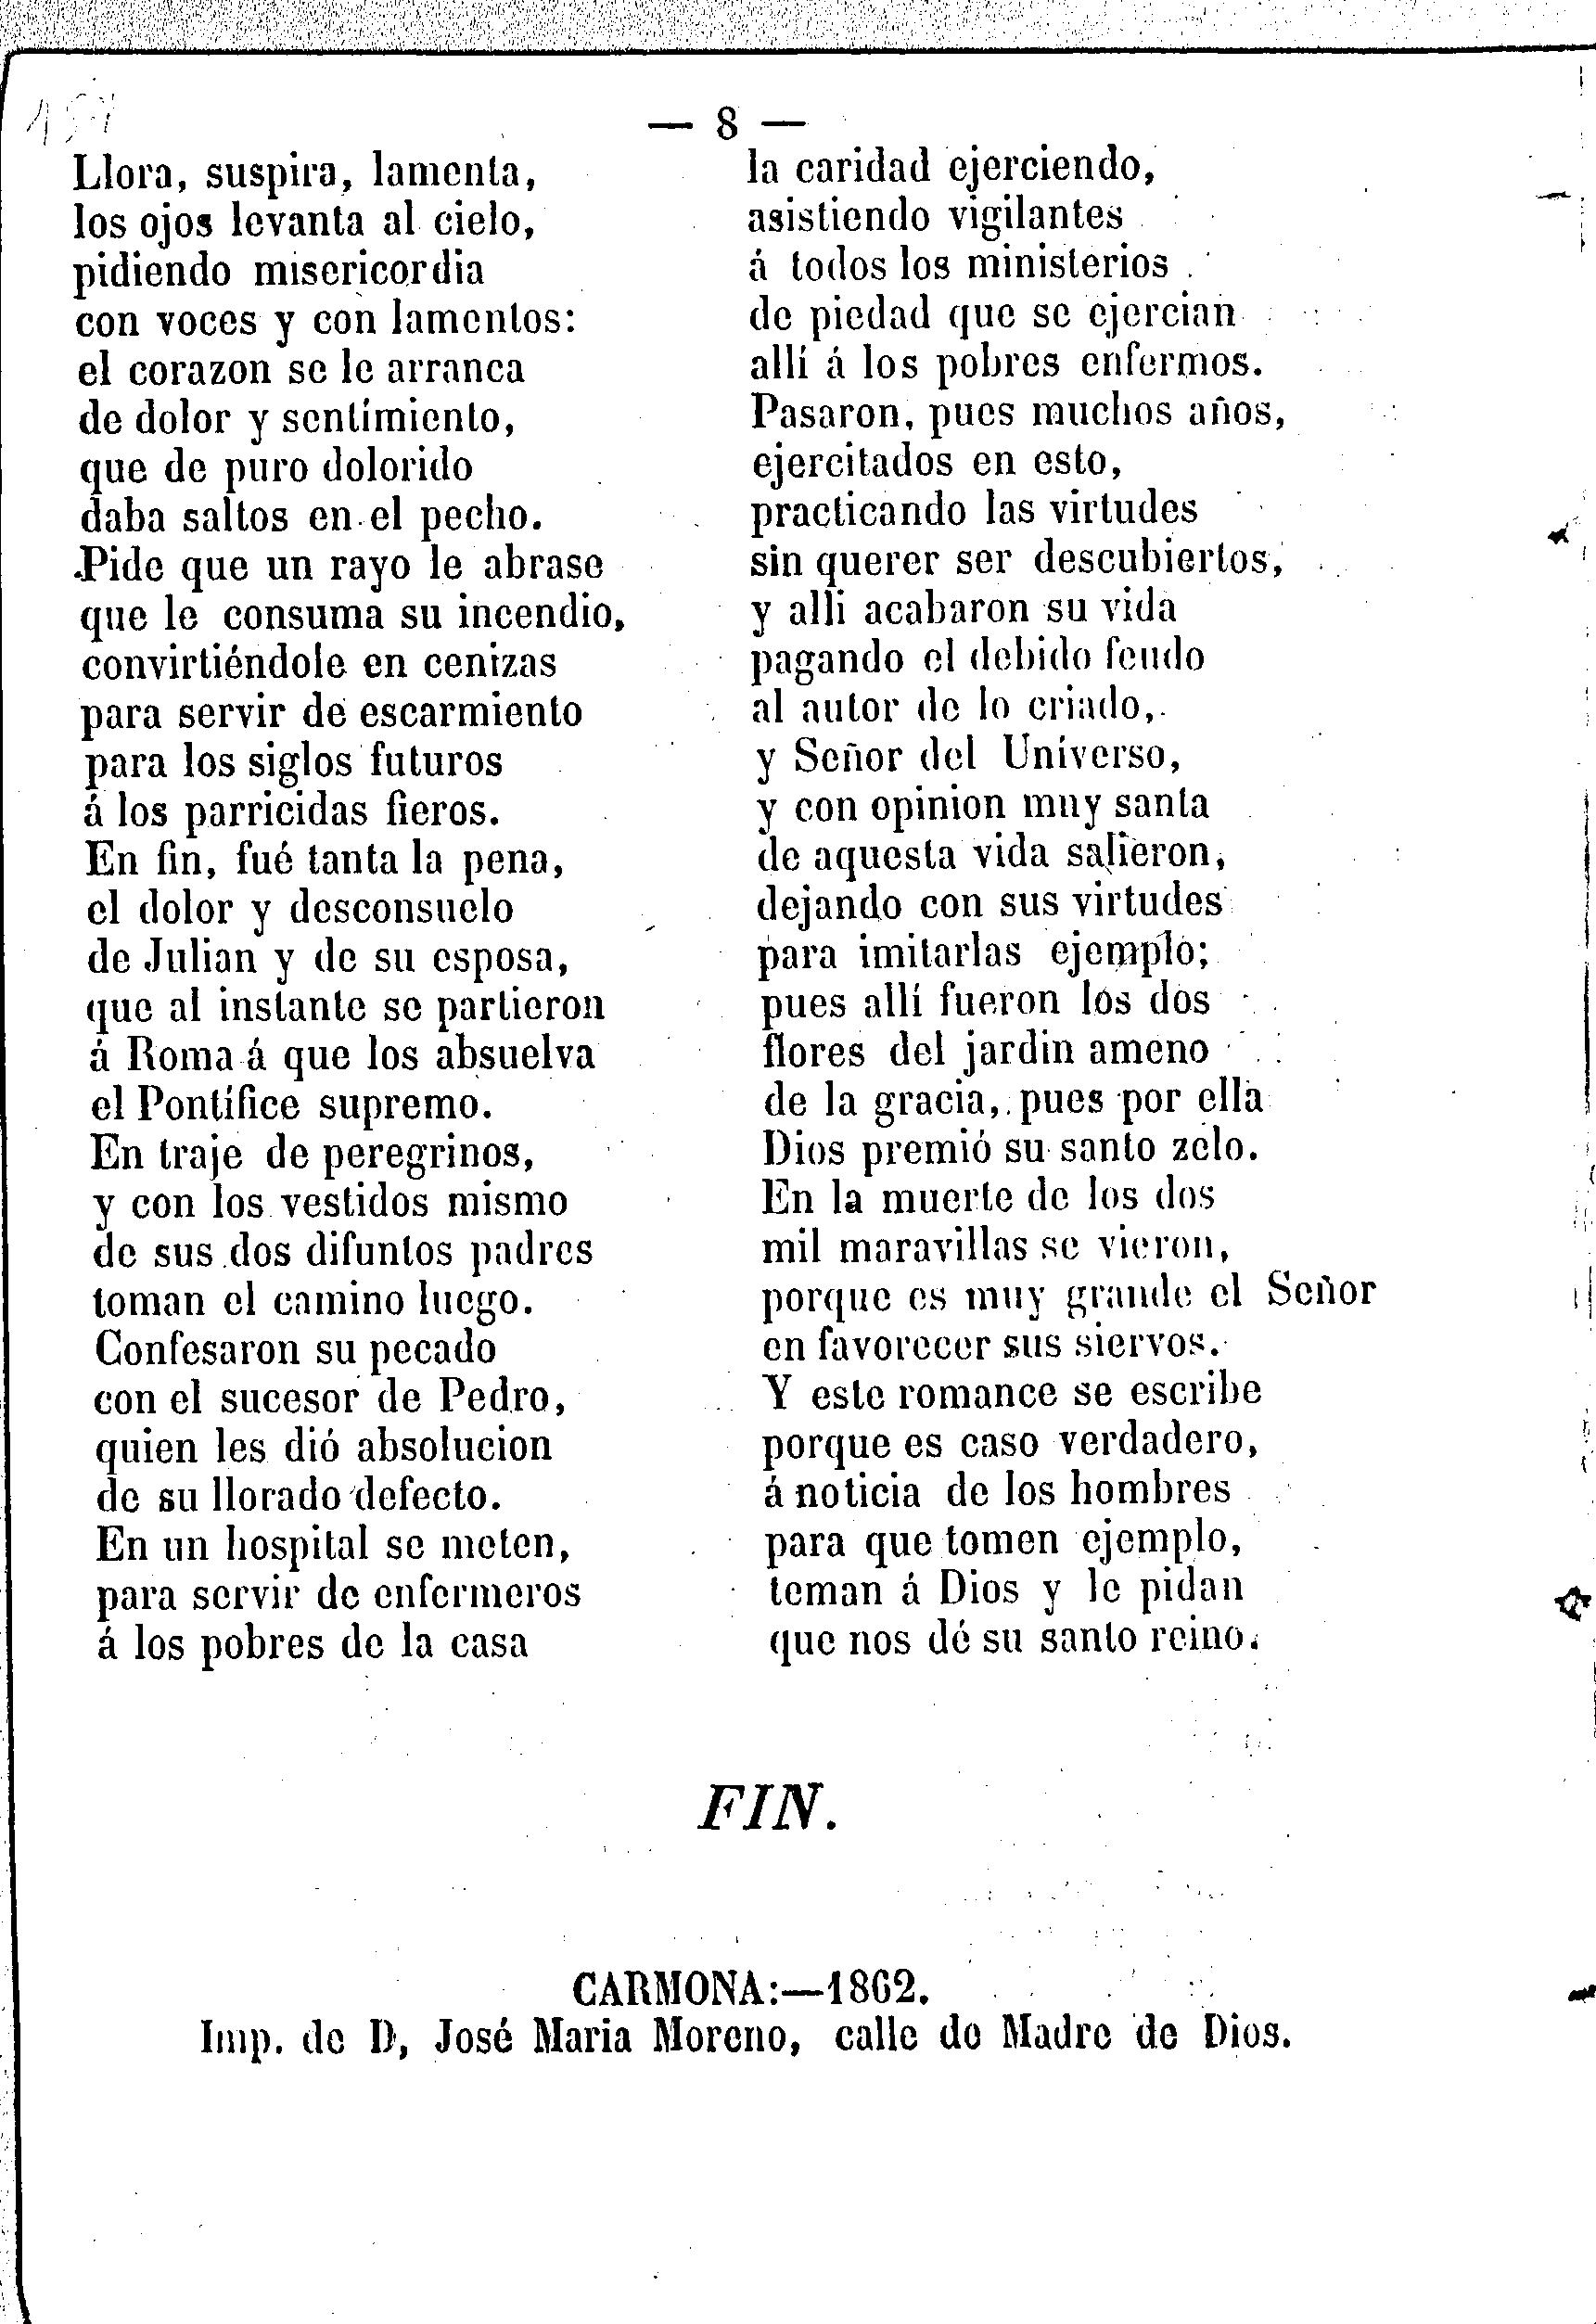 — 8 —
Llora, suspira, lamenta,
los ojos levanta al cielo,
pidiendo misericordia
con voces y con lamentos:
el corazon se le arranca
de dolor y sentímiento,
que de puro dolorido
daba saltos en el pecho.
Pide que un rayo le abrase
que le consuma su incendio,
convirtiéndole en cenizas
para servir de escarmiento
para los siglos futuros
á los parricidas fieros.
En fin, fué tanta la pena,
el dolor y desconsuelo
de Julian y de su esposa,
que al instante se partieron
á Roma á que los absuelva
el Pontífice supremo.
En traje de peregrinos,
y con los vestidos mismo
de sus dos difuntos padres
toman el camino luego.
Confesaron su pecado
con el sucesor de Pedro,
quien les dió absolucion
de su llorado defecto.
En un hospital se meten,
para servir de enfermeros
á los pobres de la casa
la caridad ejerciendo,
asistiendo vigilantes
á todos los ministerios
de piedad que se ejercian
allí á los pobres enfermos.
Pasaron, pues muchos años,
ejercitados en esto,
practicando las virtudes
sin querer ser descubiertos,
y alli acabaron su vida
pagando el debido feudo
al autor de lo criado,
y Señor del Universo,
y con opinion muy santa
de aquesta vida salieron,
dejando con sus virtudes
para imitarlas ejemplo;
pues allí fueron los dos
flores del jardin ameno
de la gracia, pues por ella
Dios premió su santo zelo.
En la muerte de los dos
mil maravillas se vieron,
porque es muy grande el Señor
en favorecer sus siervos.
Y este romance se escribe
porque es caso verdadero,
á noticia de los hombres
para que tomen ejemplo,
teman á Dios y le pidan
que nos dé su santo reino.
FIN.
CARMONA:—1862.
Imp. de D, José Maria Moreno, calle de Madre de Dios.